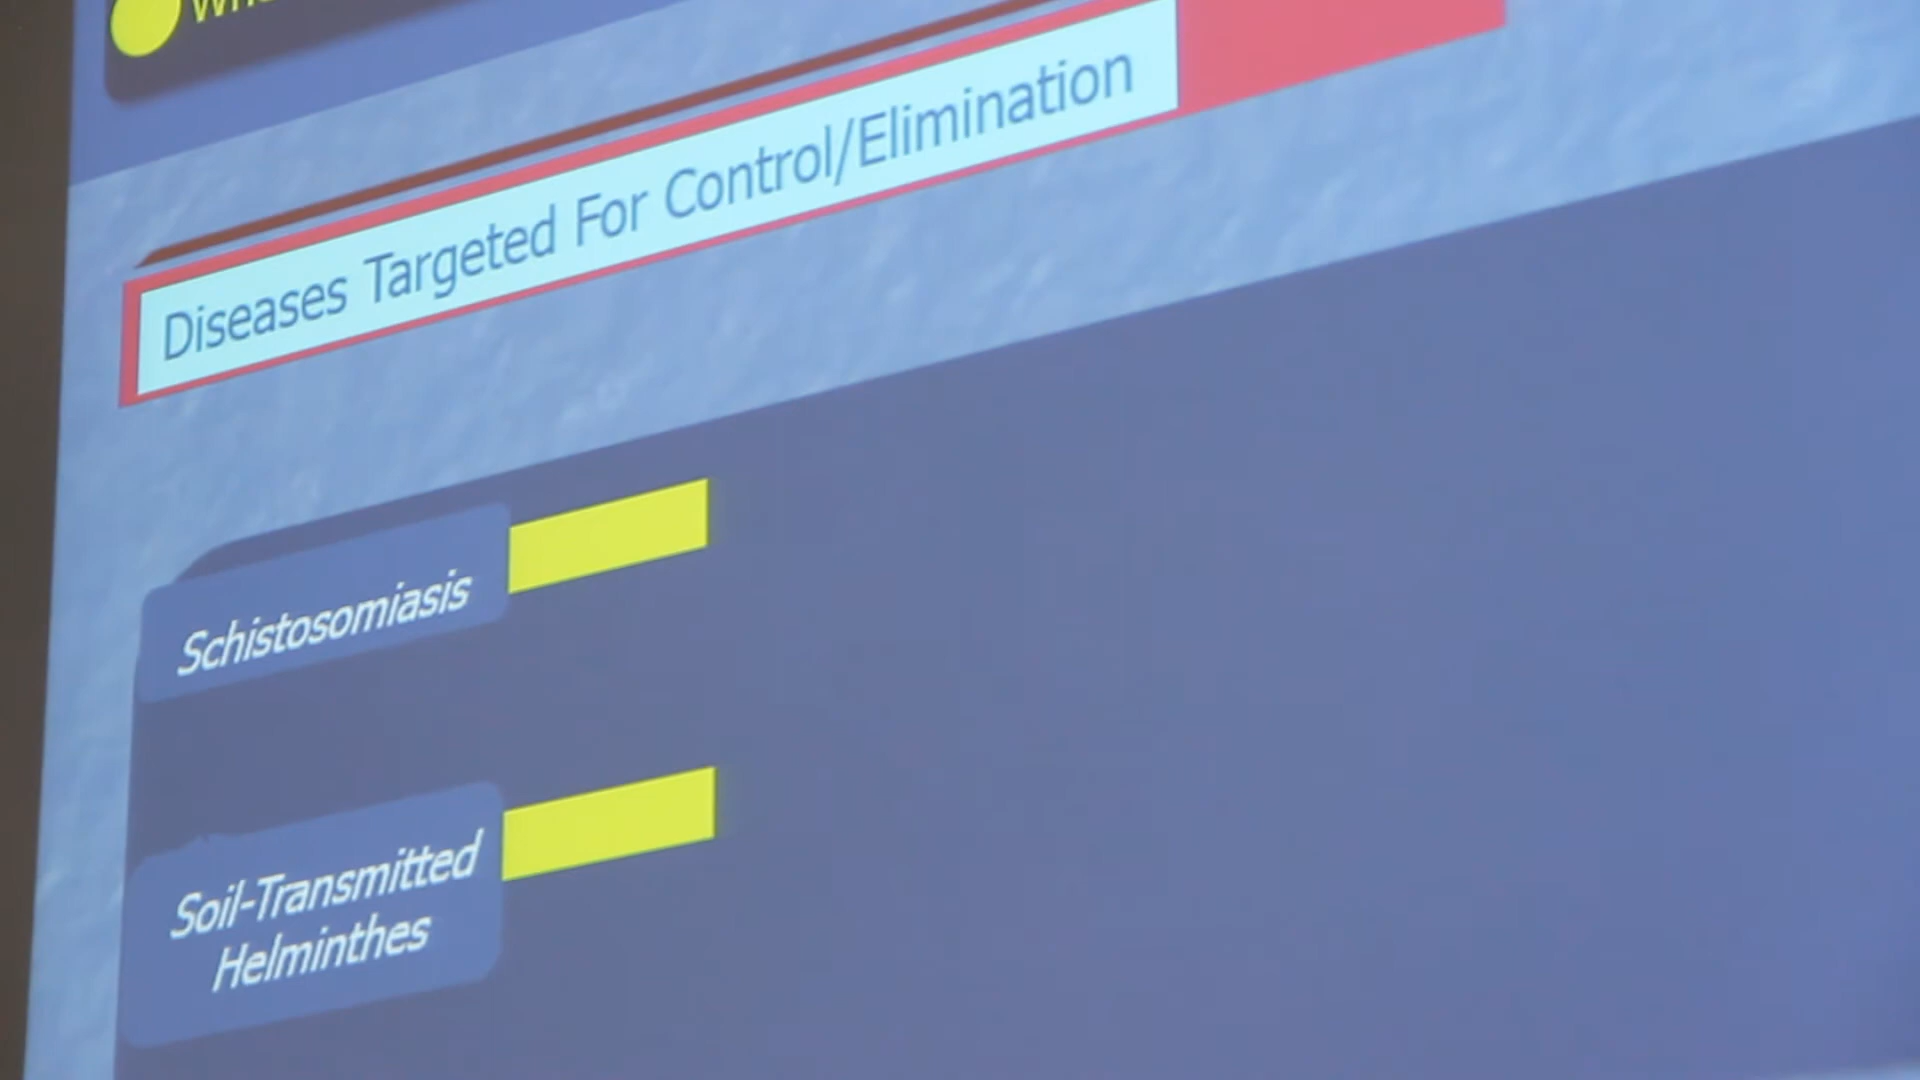 Diseases Targeted For Control/Elimination
Schistosomiasis
Soil-Transmitted
Helminthes